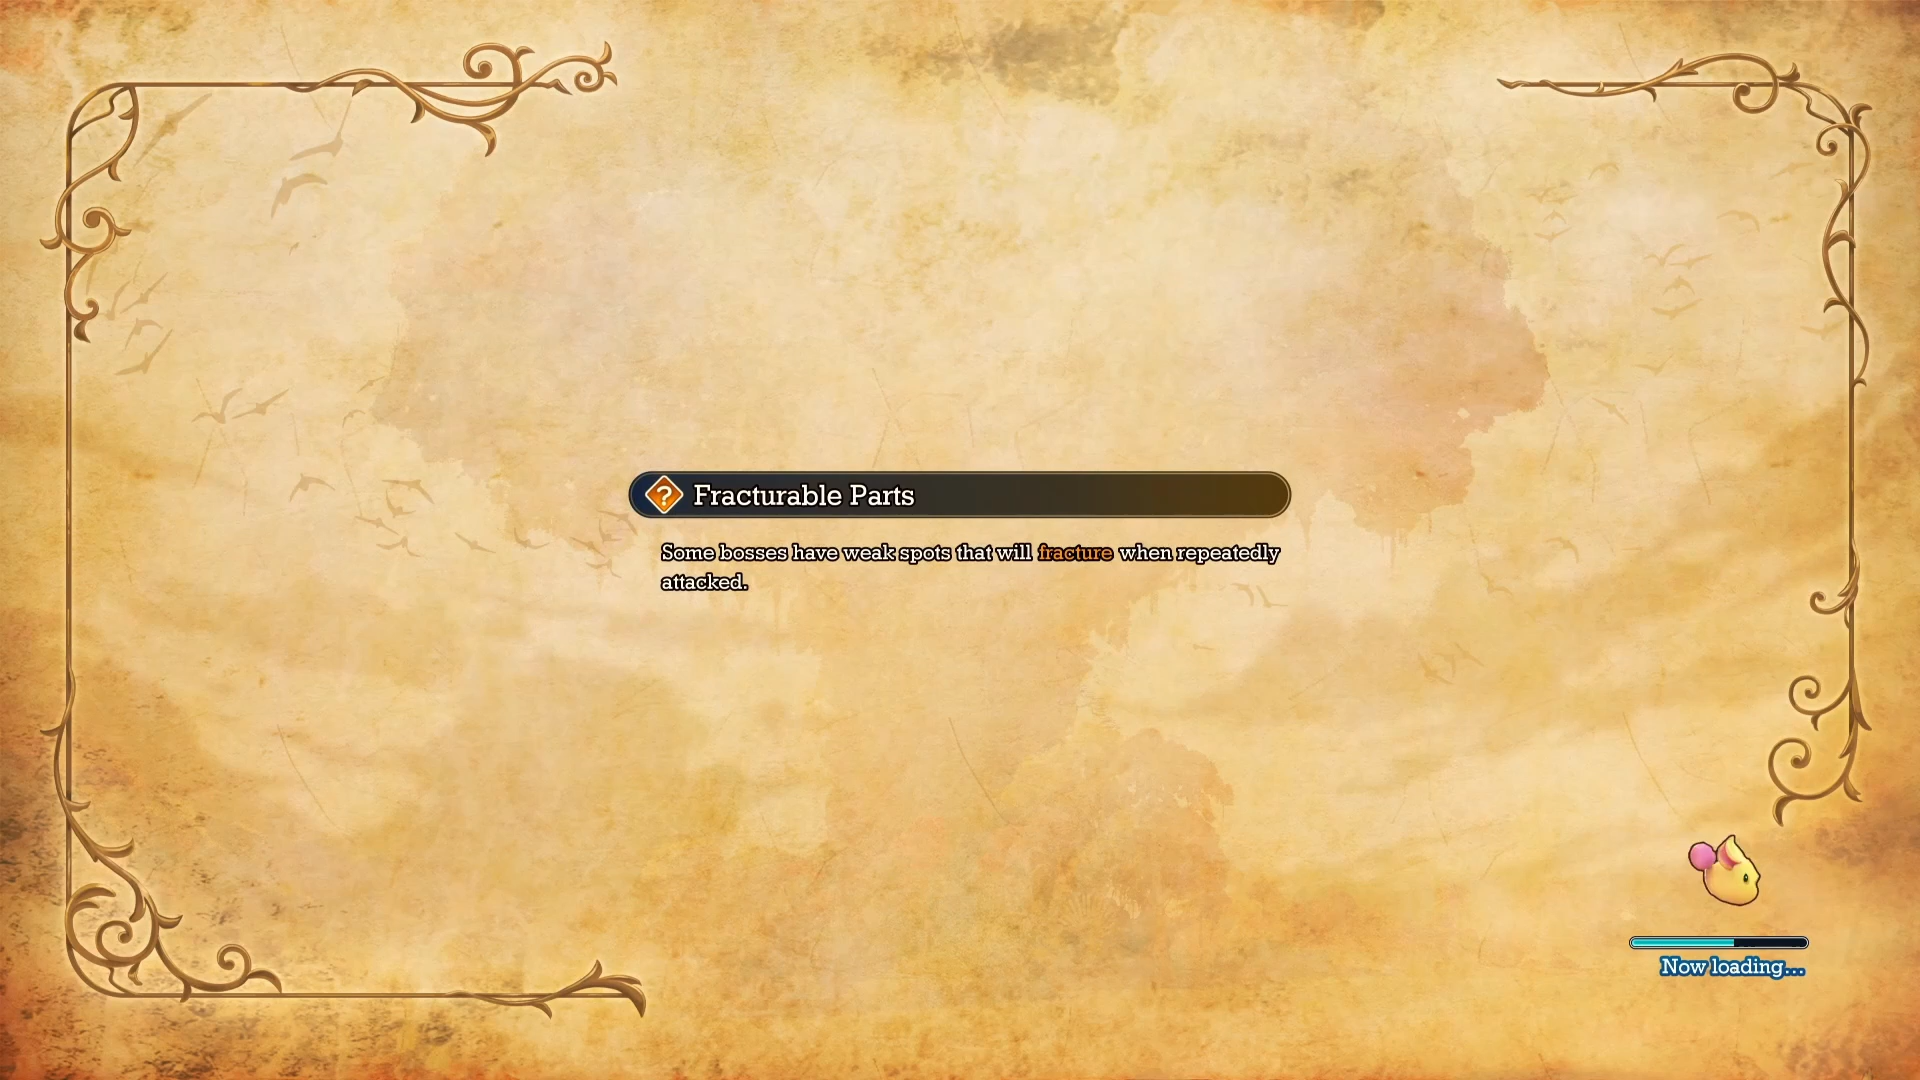 Fracturable Parts
Some bosses have weak spots that will fracture when repeatedly
attacked.
Now loading...